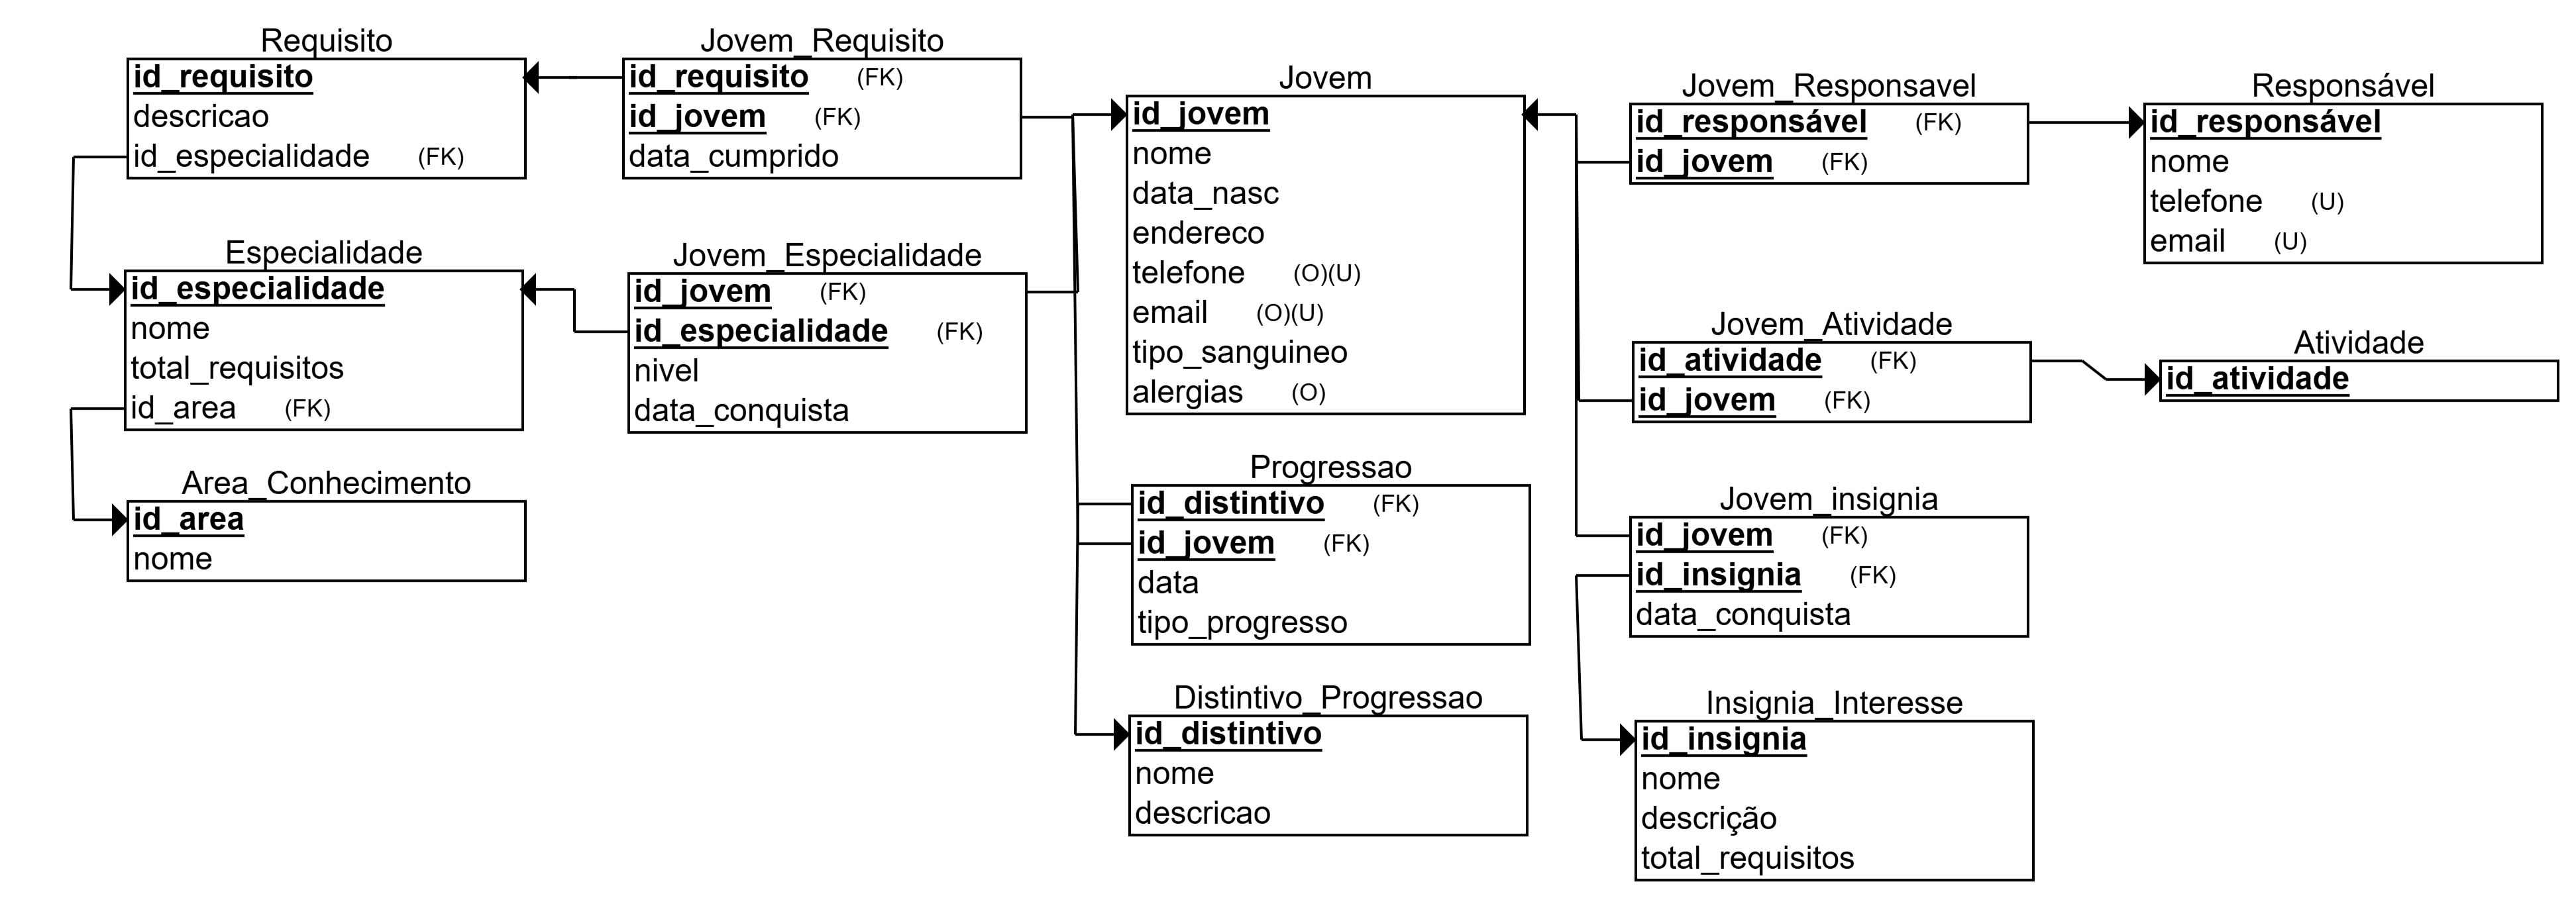 Requisito
id_requisito
descricao
id_especialidade (FK)
Jovem_Requisito
id_requisito (FK)
id_jovem (FK)
data_cumprido
Especialidade
id_especialidade
nome
total_requisitos
id_area (FK)
Jovem_Especialidade
id_jovem (FK)
id_especialidade (FK)
nivel
data_conquista
Area_Conhecimento
id_area
nome
Jovem
id_jovem
nome
data_nasc
endereco
telefone (O)(U)
email (O)(U)
tipo_sanguineo
alergias (O)
Progressao
id_distintivo (FK)
id_jovem (FK)
data
tipo_progresso
Distintivo_Progressao
id_distintivo
nome
descricao
Jovem_Responsavel
id_responsável (FK)
id_jovem (FK)
Responsável
id_responsável
nome
telefone (U)
email (U)
Jovem_Atividade
id_atividade (FK)
id_jovem (FK)
Atividade
id_atividade
Jovem_insignia
id_jovem (FK)
id_insignia (FK)
data_conquista
Insignia_Interesse
id_insignia
nome
descrição
total_requisitos